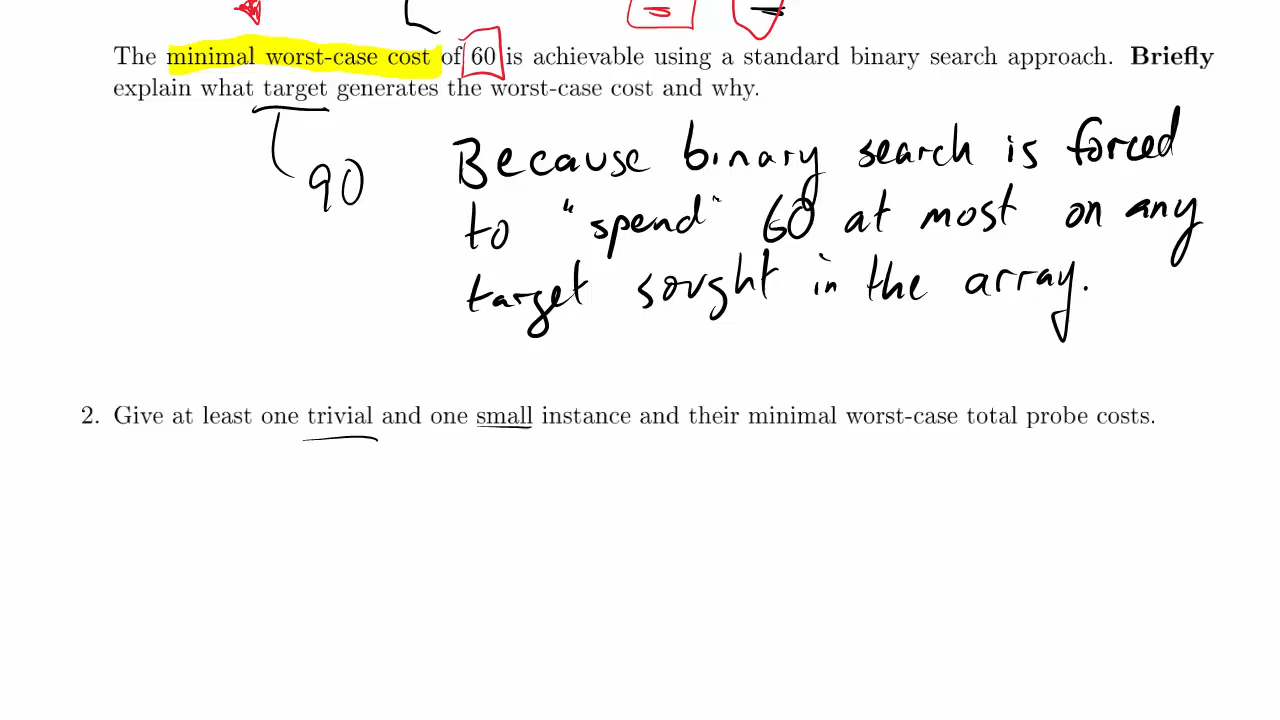 The minimal worst-case cost of 60 is achievable using a standard binary search approach. Briefly
explain what target generates the worst-case cost and why.
90
Because binary search is forced
to "spend" 60 at most on any
target sought in the array.
2. Give at least one trivial and one small instance and their minimal worst-case total probe costs.